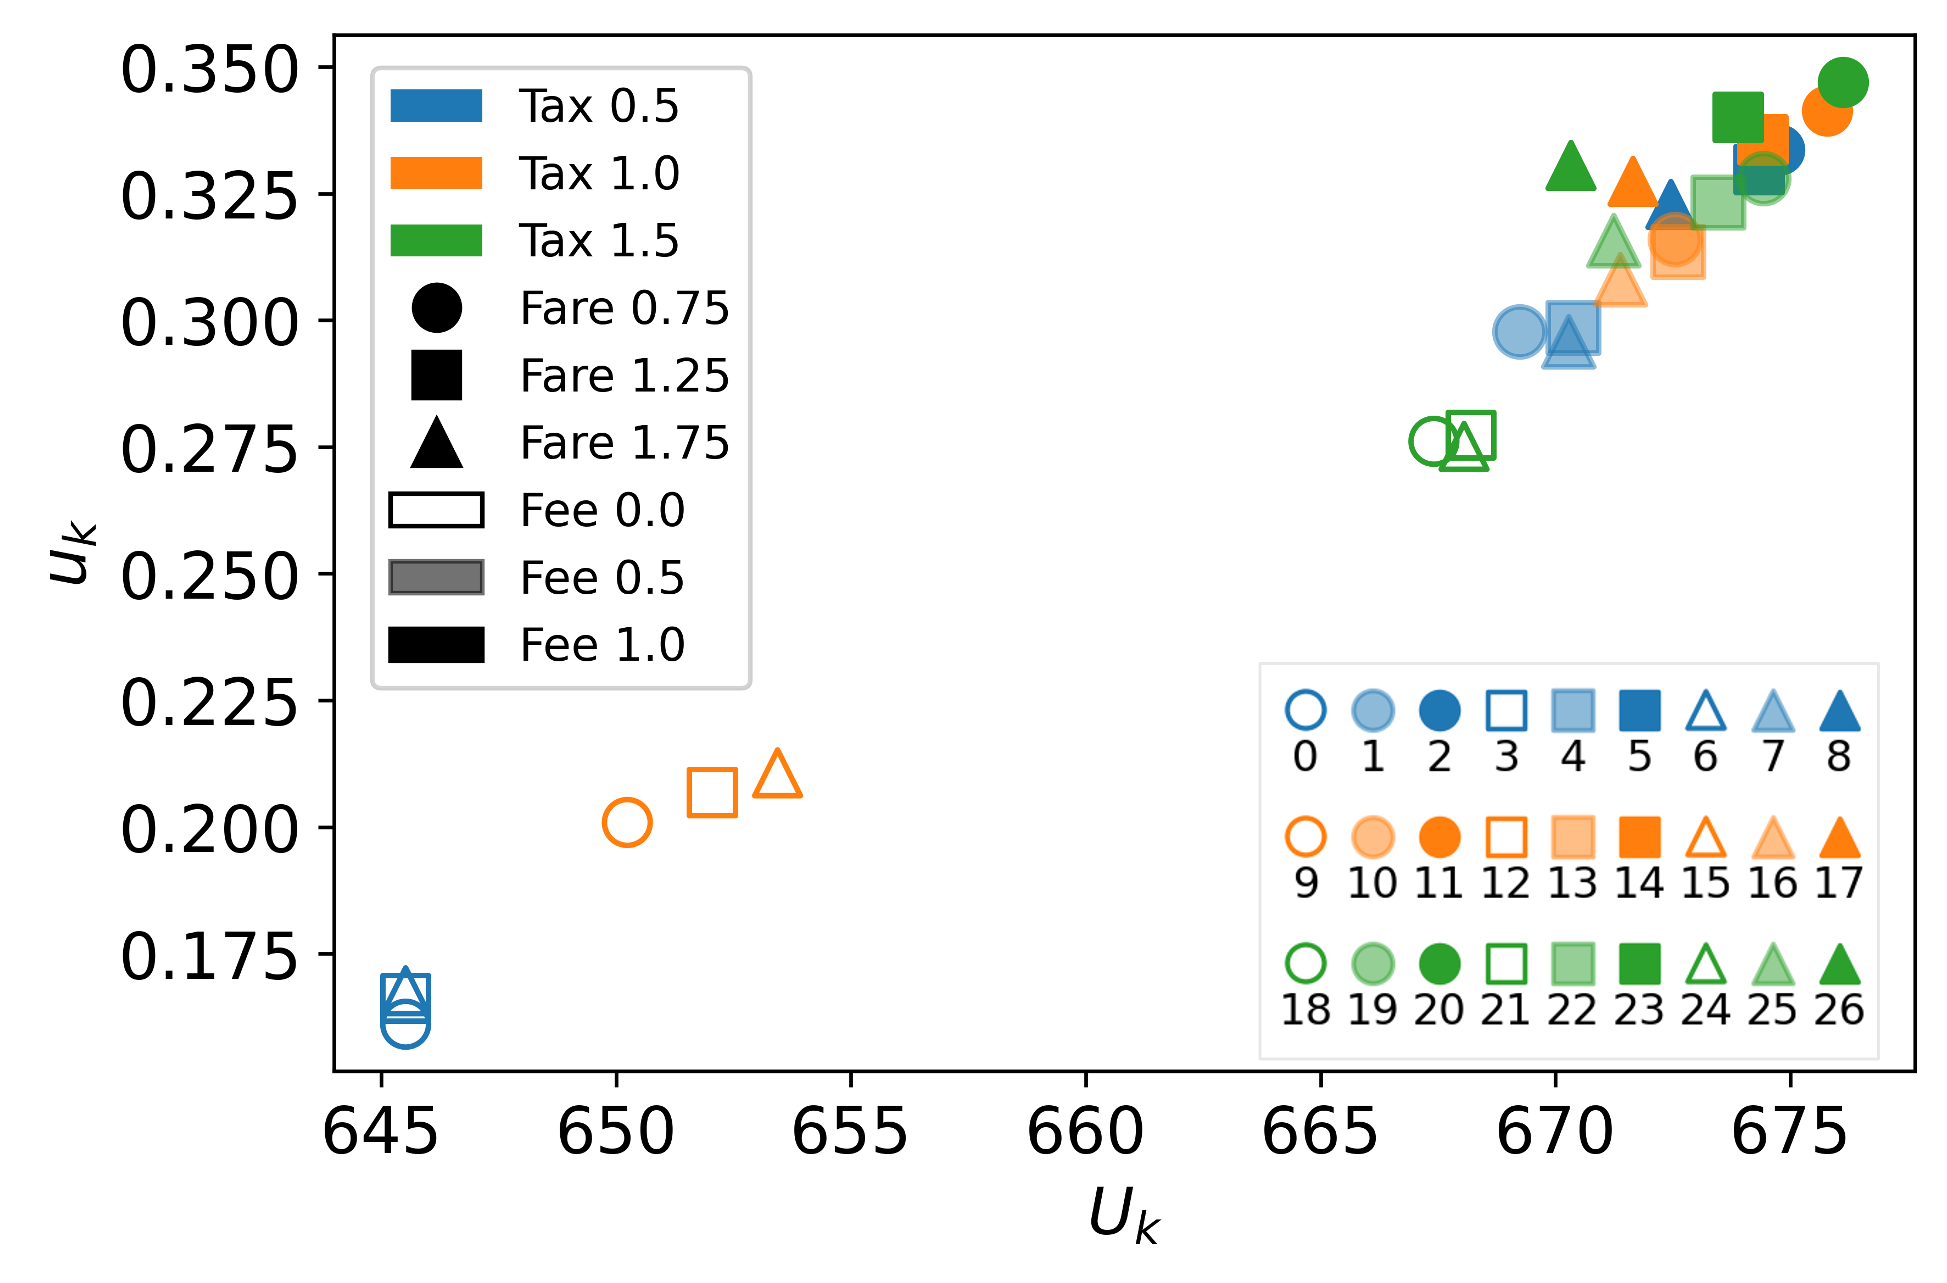 0.350
0.325
0.300
0.275
0.250
0.225
0.200
0.175
u_k
Tax 0.5
Tax 1.0
Tax 1.5
Fare 0.75
Fare 1.25
Fare 1.75
Fee 0.0
Fee 0.5
Fee 1.0
0 1 2 3 4 5 6 7 8
9 10 11 12 13 14 15 16 17
18 19 20 21 22 23 24 25 26
645 650 655 660 665 670 675
U_k